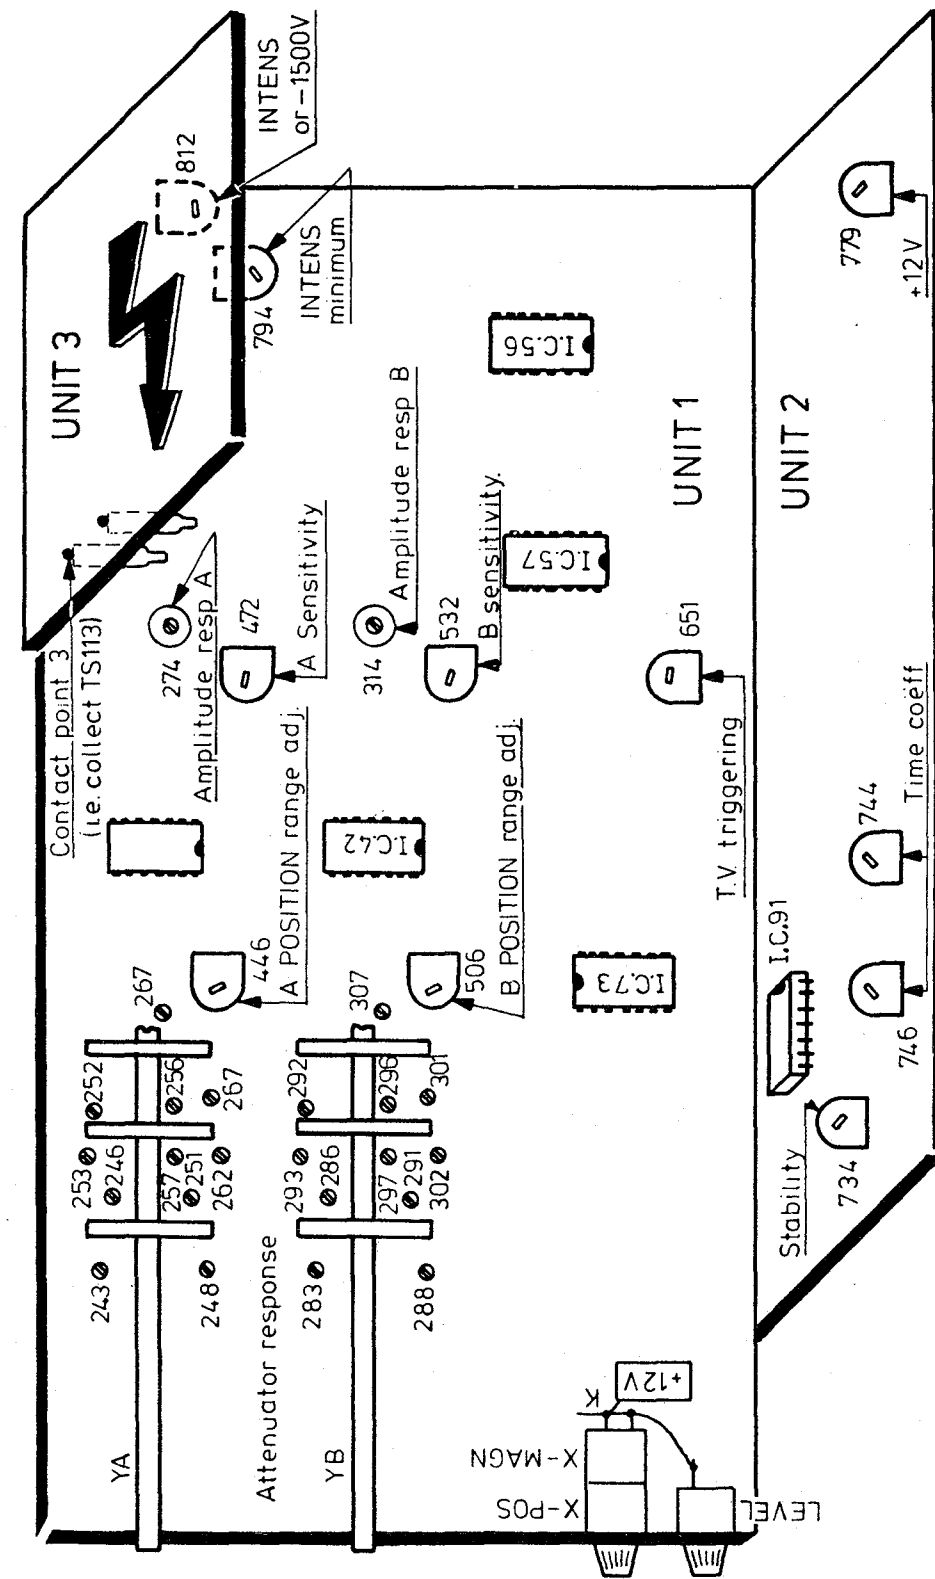 UNIT 3
812
INTENS
or -1500V
794
INTENS
minimum
Contact point 3
(i.e. collect TS113)
274
Amplitude resp A
472
A Sensitivity
314
Amplitude resp B
532
B sensitivity.
I.C.56
I.C.57
UNIT 1
UNIT 2
779
+12V
651
T.V. triggering
744
746
Time coëff
I.C.42
446
A POSITION range adj.
506
B POSITION range adj.
I.C.73
I.C.91
Stability
734
267
252
256
267
253
246
257
251
262
243
248
YA
307
292
296
301
293
286
297
291
302
283
288
YB
Attenuator response
K
+12V
X-MAGN
X-POS
LEVEL